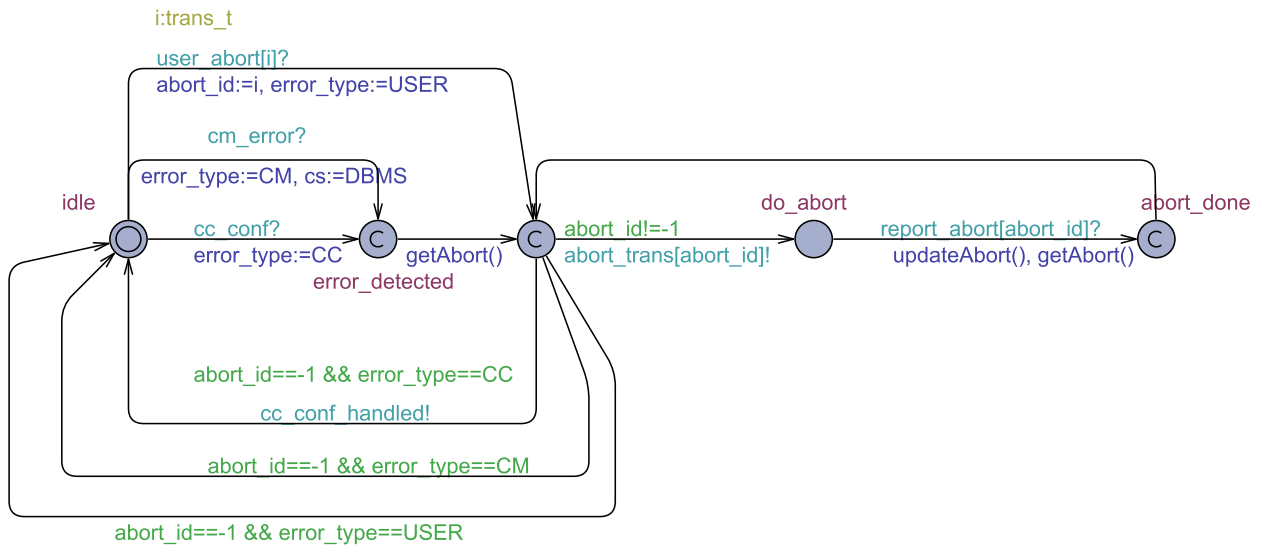 i:trans_t
user_abort[i]?
abort_id:=i, error_type:=USER
cm_error?
error_type:=CM, cs:=DBMS
idle
do_abort
abort_done
cc_conf?
abort_id!=-1
report_abort[abort_id]?
C
C
C
error_type:=CC
getAbort()
abort_trans[abort_id]!
updateAbort(), getAbort()
error_detected
abort_id==-1 && error_type==CC
cc_conf_handled!
abort_id==-1 && error_type==CM
abort_id==-1 && error_type==USER